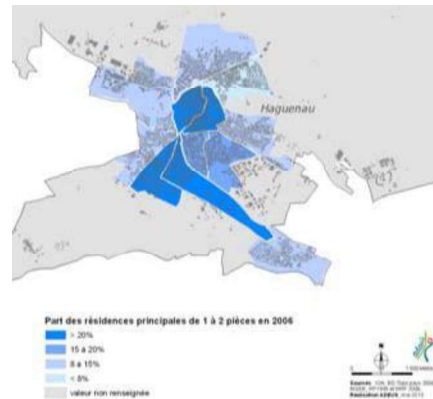 Haguenau
Part des résidences principales de 1 à 2 pièces en 2006
> 20%
15 à 20%
8 à 15%
< 8%
valeur non renseignée
N
Sources